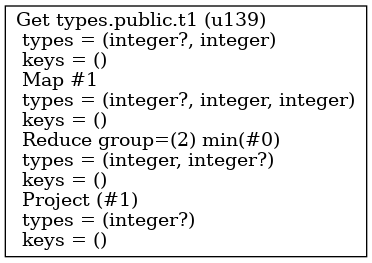 Get types.public.t1 (u139)
types = (integer?, integer)
keys = ()
Map #1
types = (integer?, integer, integer)
keys = ()
Reduce group=(2) min(#0)
types = (integer, integer?)
keys = ()
Project (#1)
types = (integer?)
keys = ()